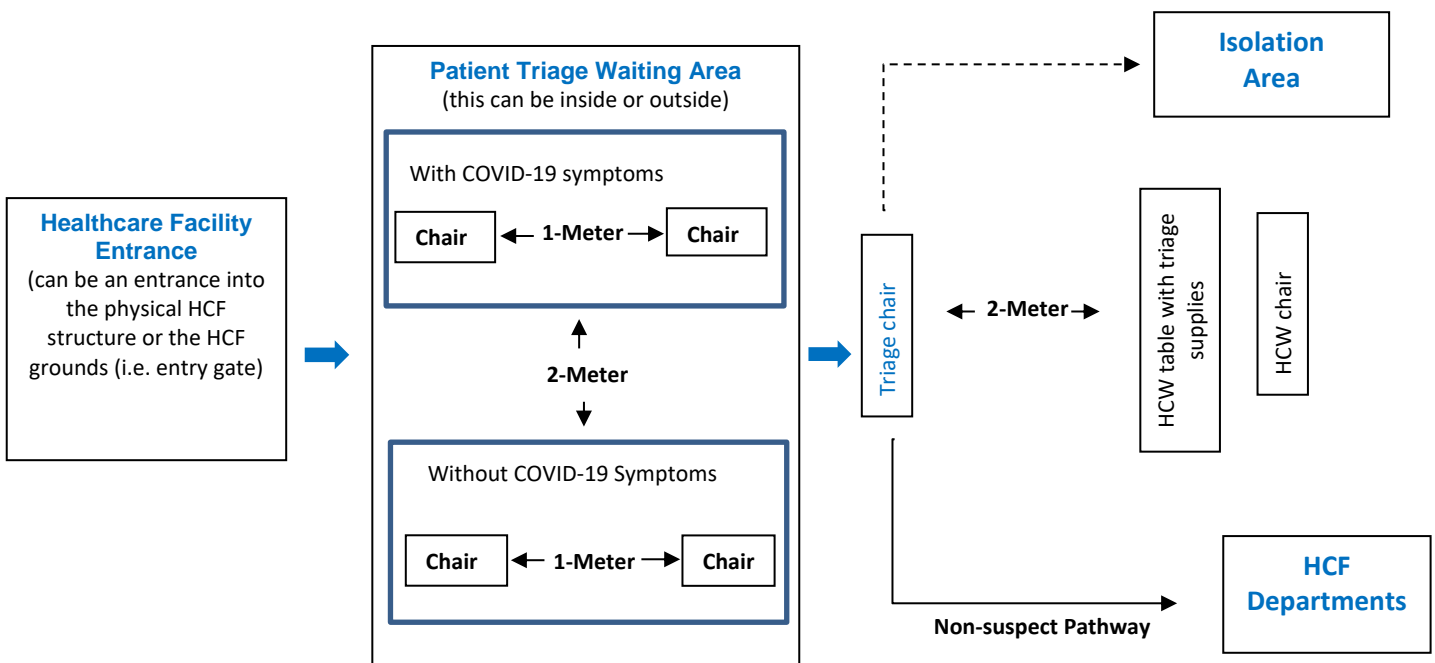 Healthcare Facility
Entrance
(can be an entrance into
the physical HCF
structure or the HCF
grounds (i.e. entry gate)
Patient Triage Waiting Area
(this can be inside or outside)
With COVID-19 symptoms
Chair
1-Meter
Chair
2-Meter
Without COVID-19 Symptoms
Chair
1-Meter
Chair
Triage chair
2-Meter
HCW table with triage
supplies
HCW chair
Isolation
Area
HCF
Departments
Non-suspect Pathway